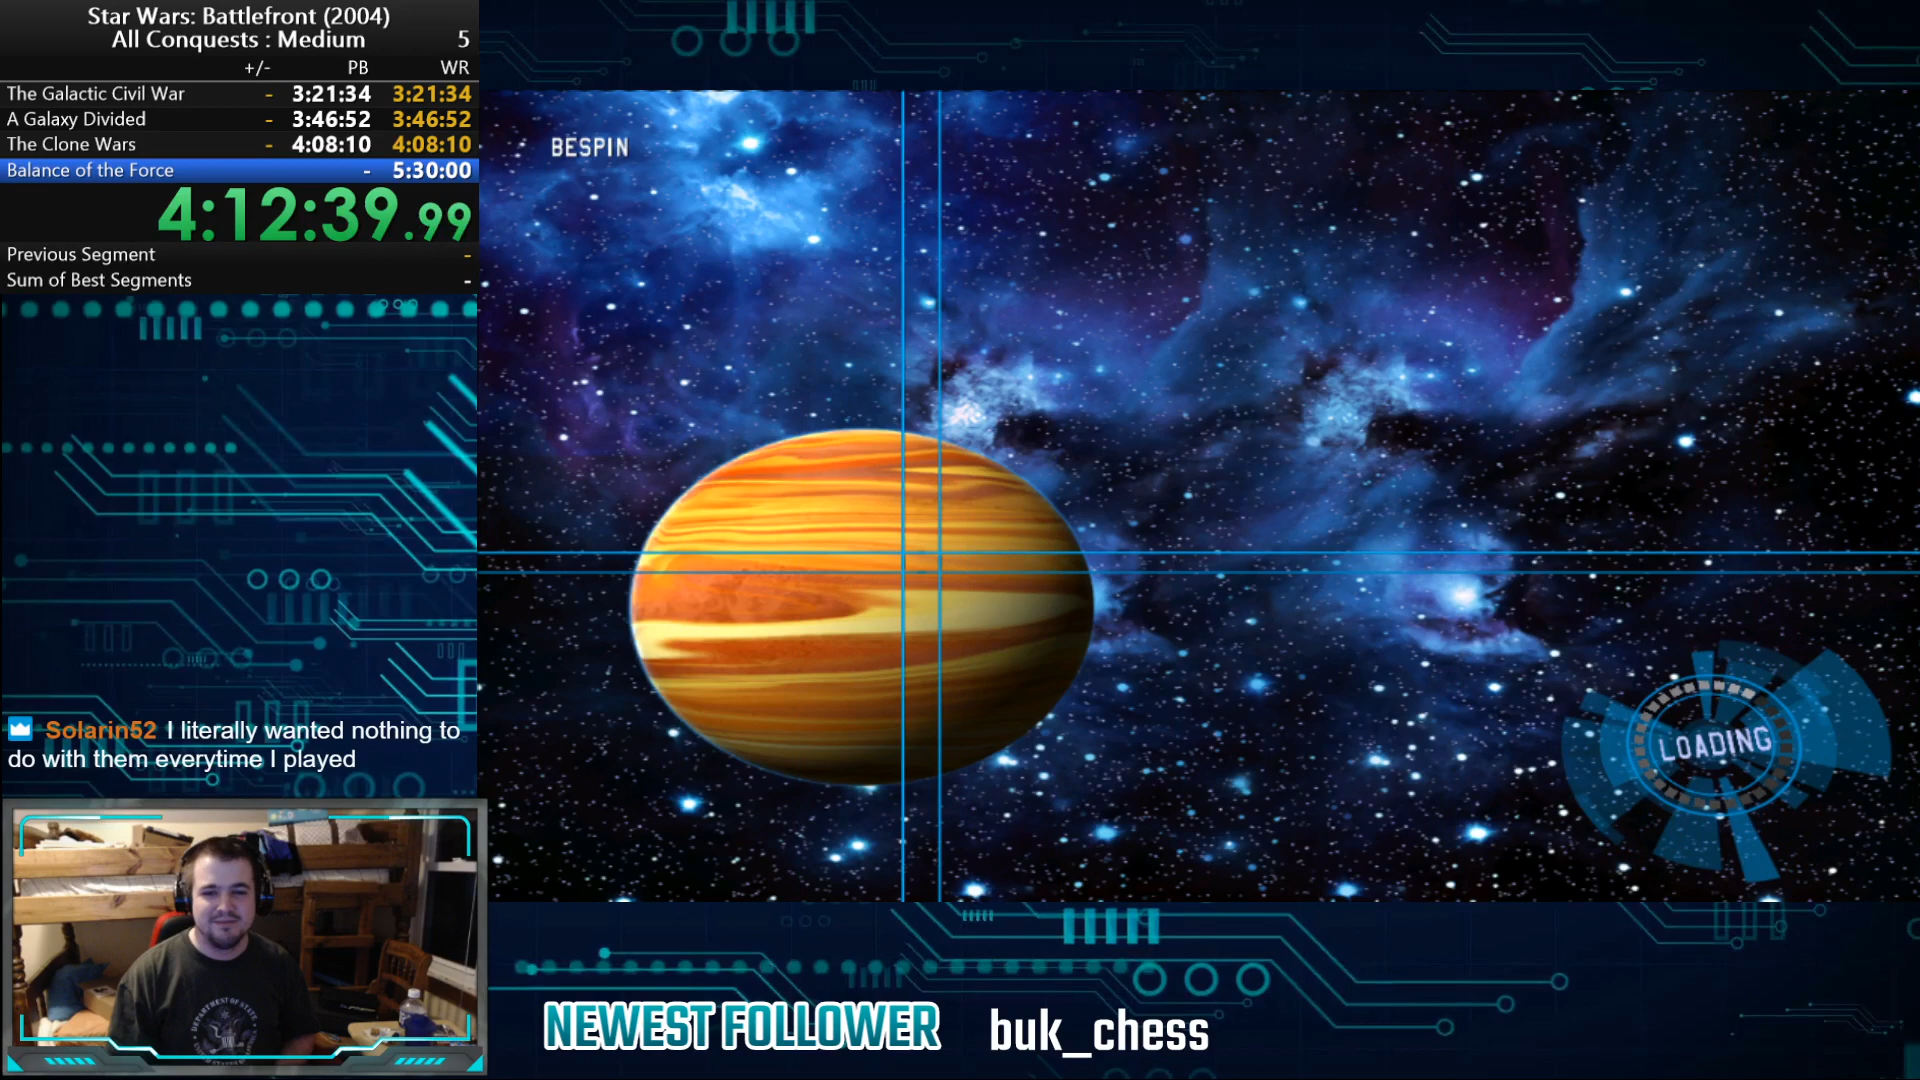 Star Wars: Battlefront (2004)
All Conquests : Medium 5
+/- PB WR
The Galactic Civil War - 3:21:34 3:21:34
A Galaxy Divided - 3:46:52 3:46:52
The Clone Wars - 4:08:10 4:08:10
Balance of the Force - 5:30:00
4:12:39.99
Previous Segment -
Sum of Best Segments -
BESPIN
LOADING
Solarin52 I literally wanted nothing to
do with them everytime I played
DEPARTMENT OF STATE
NEWEST FOLLOWER buk_chess